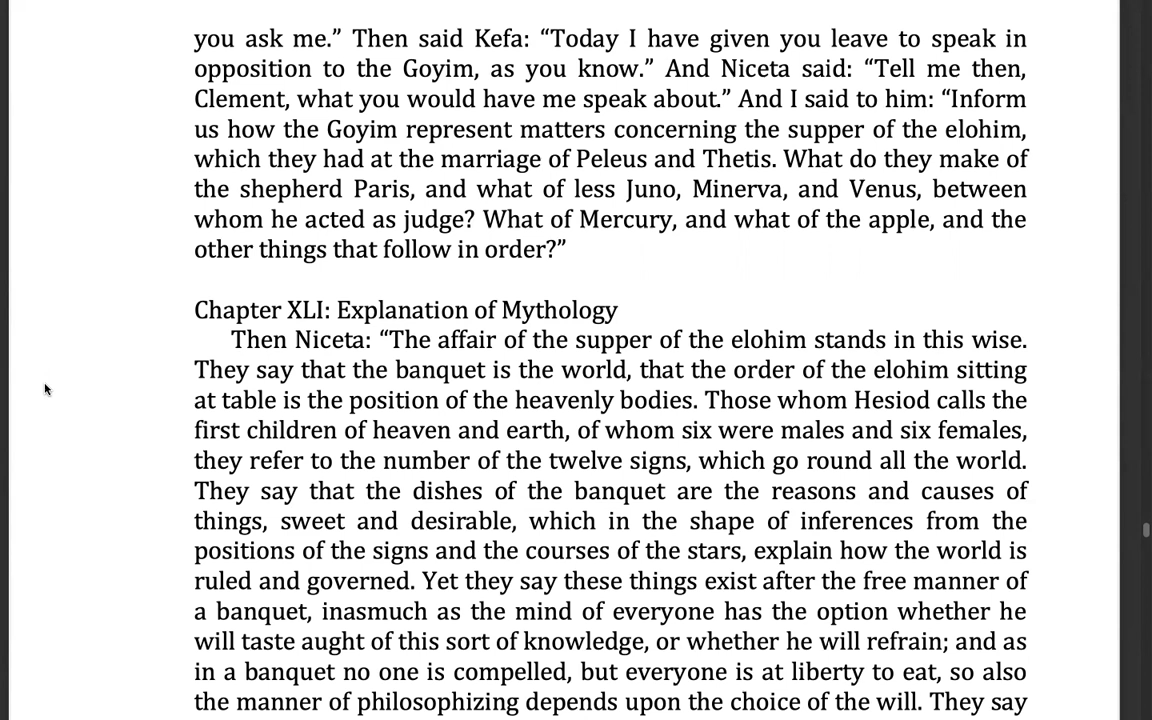 you ask me.” Then said Kefa: “Today I have given you leave to speak in
opposition to the Goyim, as you know.” And Niceta said: “Tell me then,
Clement, what you would have me speak about.” And I said to him: “Inform
us how the Goyim represent matters concerning the supper of the elohim,
which they had at the marriage of Peleus and Thetis. What do they make of
the shepherd Paris, and what of less Juno, Minerva, and Venus, between
whom he acted as judge? What of Mercury, and what of the apple, and the
other things that follow in order?”
Chapter XLI: Explanation of Mythology
Then Niceta: “The affair of the supper of the elohim stands in this wise.
They say that the banquet is the world, that the order of the elohim sitting
at table is the position of the heavenly bodies. Those whom Hesiod calls the
first children of heaven and earth, of whom six were males and six females,
they refer to the number of the twelve signs, which go round all the world.
They say that the dishes of the banquet are the reasons and causes of
things, sweet and desirable, which in the shape of inferences from the
positions of the signs and the courses of the stars, explain how the world is
ruled and governed. Yet they say these things exist after the free manner of
a banquet, inasmuch as the mind of everyone has the option whether he
will taste aught of this sort of knowledge, or whether he will refrain; and as
in a banquet no one is compelled, but everyone is at liberty to eat, so also
the manner of philosophizing depends upon the choice of the will. They say